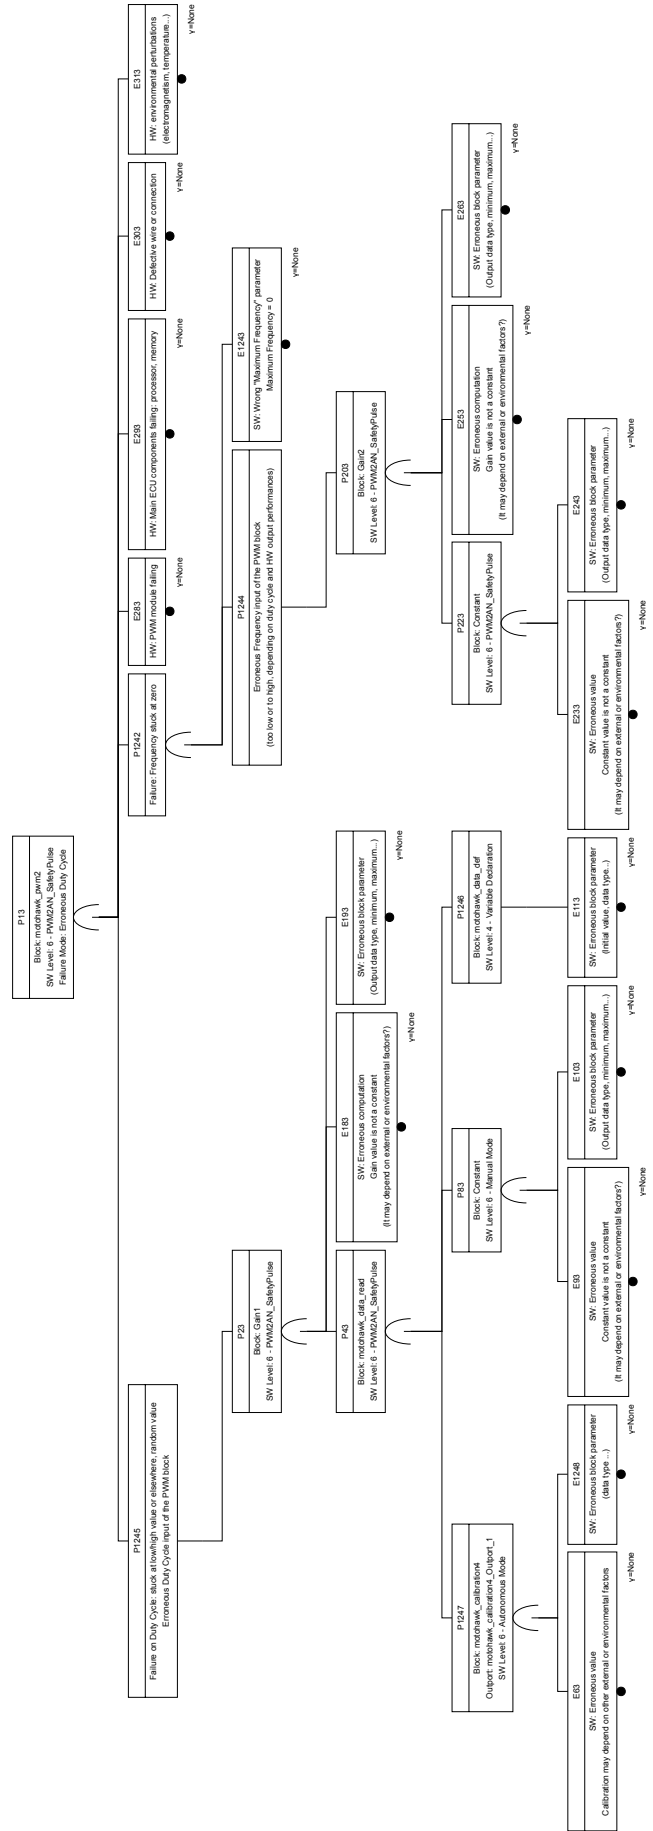 P13
Block: motohawk_pwm2
SW Level: 6 - PWM2AN_SafetyPulse
Failure Mode: Erroneous Duty Cycle
P1245
Failure on Duty Cycle: stuck at low/high value or elsewhere, random value
Erroneous Duty Cycle input of the PWM block
P1242
Failure: Frequency stuck at zero
E283
HW: PWM module failing
γ=None
E293
HW: Main ECU components failing: processor, memory
γ=None
E303
HW: Defective wire or connection
γ=None
E313
HW: environmental perturbations
(electromagnetism, temperature...)
γ=None
P23
Block: Gain1
SW Level: 6 - PWM2AN_SafetyPulse
P1244
Erroneous Frequency input of the PWM block
(too low or to high, depending on duty cycle and HW output performances)
E1243
SW: Wrong "Maximum Frequency" parameter
Maximum Frequency = 0
γ=None
P43
Block: motohawk_data_read
SW Level: 6 - PWM2AN_SafetyPulse
E183
SW: Erroneous computation
Gain value is not a constant
(It may depend on external or environmental factors?)
γ=None
E193
SW: Erroneous block parameter
(Output data type, minimum, maximum...)
γ=None
P203
Block: Gain2
SW Level: 6 - PWM2AN_SafetyPulse
P1247
Block: motohawk_calibration4
Outport: motohawk_calibration4_Outport_1
SW Level: 6 - Autonomous Mode
P83
Block: Constant
SW Level: 6 - Manual Mode
P1246
Block: motohawk_data_def
SW Level: 4 - Variable Declaration
P223
Block: Constant
SW Level: 6 - PWM2AN_SafetyPulse
E253
SW: Erroneous computation
Gain value is not a constant
(It may depend on external or environmental factors?)
γ=None
E263
SW: Erroneous block parameter
(Output data type, minimum, maximum...)
γ=None
E63
SW: Erroneous value
Calibration may depend on other external or environmental factors
γ=None
E1248
SW: Erroneous block parameter
(data type ...)
γ=None
E93
SW: Erroneous value
Constant value is not a constant
(It may depend on external or environmental factors?)
γ=None
E103
SW: Erroneous block parameter
(Output data type, minimum, maximum...)
γ=None
E113
SW: Erroneous block parameter
(Initial value, data type...)
γ=None
E233
SW: Erroneous value
Constant value is not a constant
(It may depend on external or environmental factors?)
γ=None
E243
SW: Erroneous block parameter
(Output data type, minimum, maximum...)
γ=None